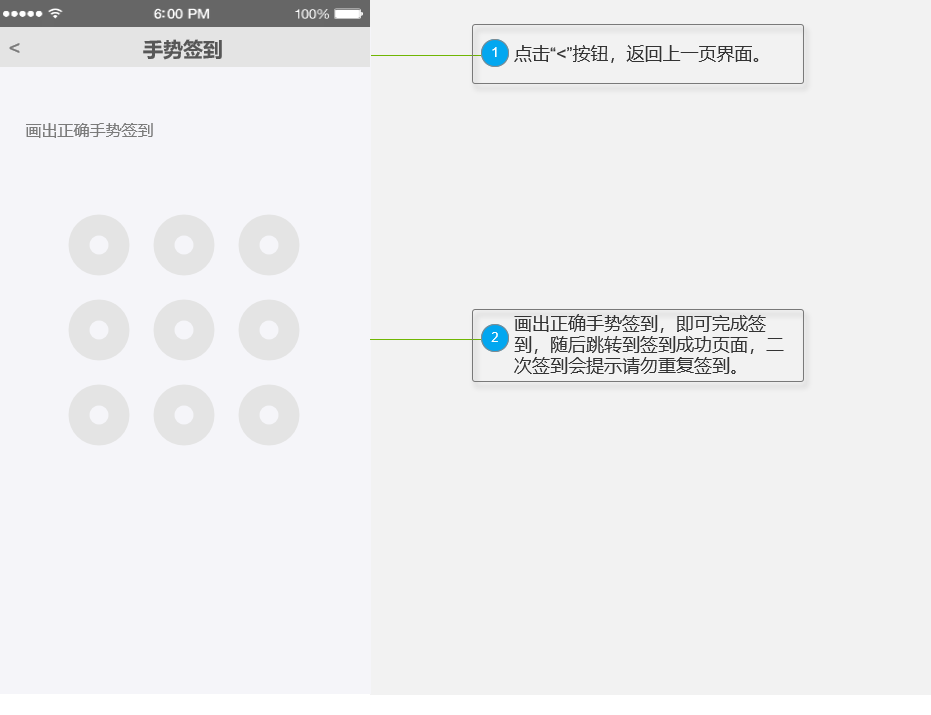 6:00 PM 100%
< 手势签到
画出正确手势签到
1 点击“<”按钮，返回上一页界面。
2 画出正确手势签到，即可完成签
到，随后跳转到签到成功页面，二
次签到会提示请勿重复签到。